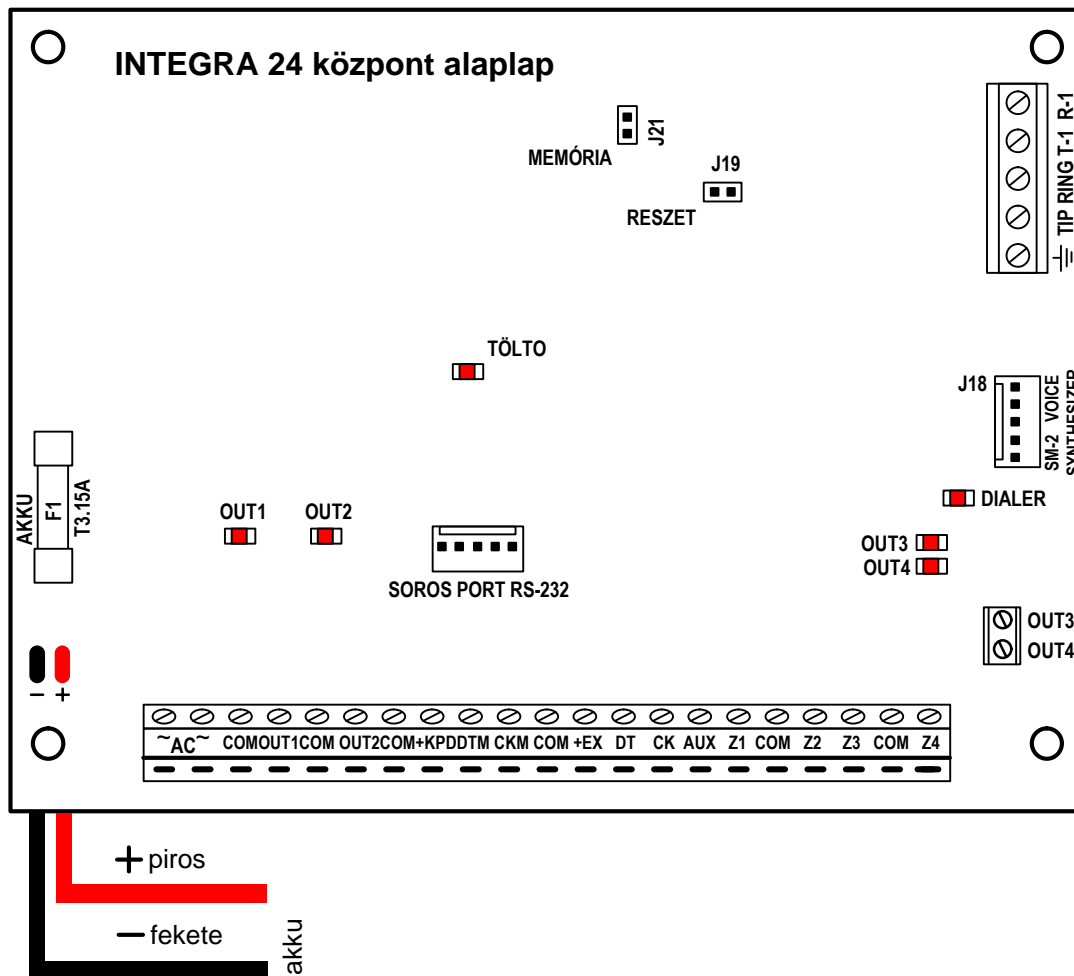 INTEGRA 24 központ alaplap
J21
MEMÓRIA
J19
RESZET
TIP RING T-1 R-1
TÖLTO
J18
SM-2 VOICE
SYNTHESIZER
AKKU
F1
T3.15A
OUT1
OUT2
DIALER
OUT3
OUT4
SOROS PORT RS-232
OUT3
OUT4
− +
~AC~ COM OUT1 COM OUT2 COM +KPD DTM CKM COM +EX DT CK AUX Z1 COM Z2 Z3 COM Z4
+ piros
− fekete
akku